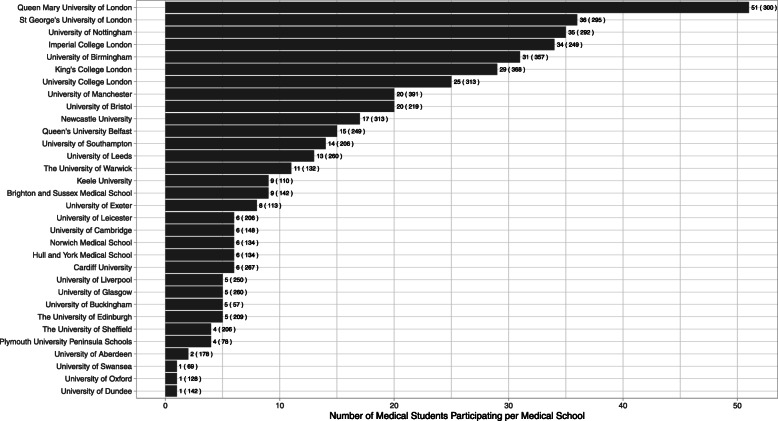 Queen Mary University of London 51 ( 300 )
St George's University of London 36 ( 295 )
University of Nottingham 35 ( 292 )
Imperial College London 34 ( 249 )
University of Birmingham 31 ( 357 )
King's College London 29 ( 368 )
University College London 25 ( 313 )
University of Manchester 20 ( 391 )
University of Bristol 20 ( 219 )
Newcastle University 17 ( 313 )
Queen's University Belfast 15 ( 249 )
University of Southampton 14 ( 206 )
University of Leeds 13 ( 260 )
The University of Warwick 11 ( 132 )
Keele University 9 ( 110 )
Brighton and Sussex Medical School 9 ( 142 )
University of Exeter 8 ( 113 )
University of Leicester 6 ( 206 )
University of Cambridge 6 ( 148 )
Norwich Medical School 6 ( 134 )
Hull and York Medical School 6 ( 134 )
Cardiff University 6 ( 267 )
University of Liverpool 5 ( 250 )
University of Glasgow 5 ( 260 )
University of Buckingham 5 ( 57 )
The University of Edinburgh 5 ( 209 )
The University of Sheffield 4 ( 206 )
Plymouth University Peninsula Schools 4 ( 78 )
University of Aberdeen 2 ( 178 )
University of Swansea 1 ( 69 )
University of Oxford 1 ( 128 )
University of Dundee 1 ( 142 )
0 10 20 30 40 50
Number of Medical Students Participating per Medical School